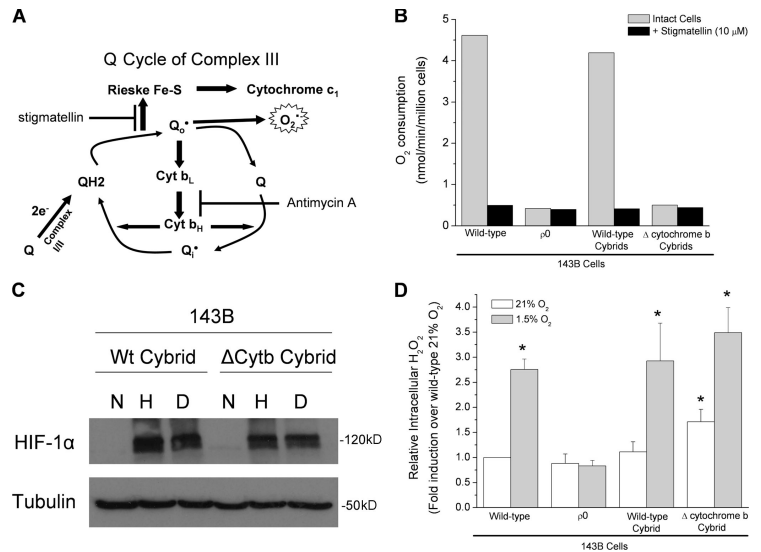 A
Q Cycle of Complex III
Rieske Fe-S
Cytochrome c1
stigmatellin
Qo•
O2•-
Cyt bL
QH2
Q
2e-
Complex I/II
Antimycin A
Cyt bH
Q
Qi•
B
Intact Cells
+ Stigmatellin (10 μM)
O2 consumption
(nmol/min/million cells)
5
4
3
2
1
0
Wild-type
ρ0
Wild-type
Cybrids
Δ cytochrome b
Cybrids
143B Cells
C
143B
Wt Cybrid
ΔCytb Cybrid
N H D N H D
HIF-1α
-120kD
Tubulin
-50kD
D
21% O2
1.5% O2
Relative Intracellular H2O2
(Fold induction over wild-type 21% O2)
4.0
3.5
3.0
2.5
2.0
1.5
1.0
0.5
0.0
*
*
*
*
Wild-type
ρ0
Wild-type
Cybrid
Δ cytochrome b
Cybrid
143B Cells